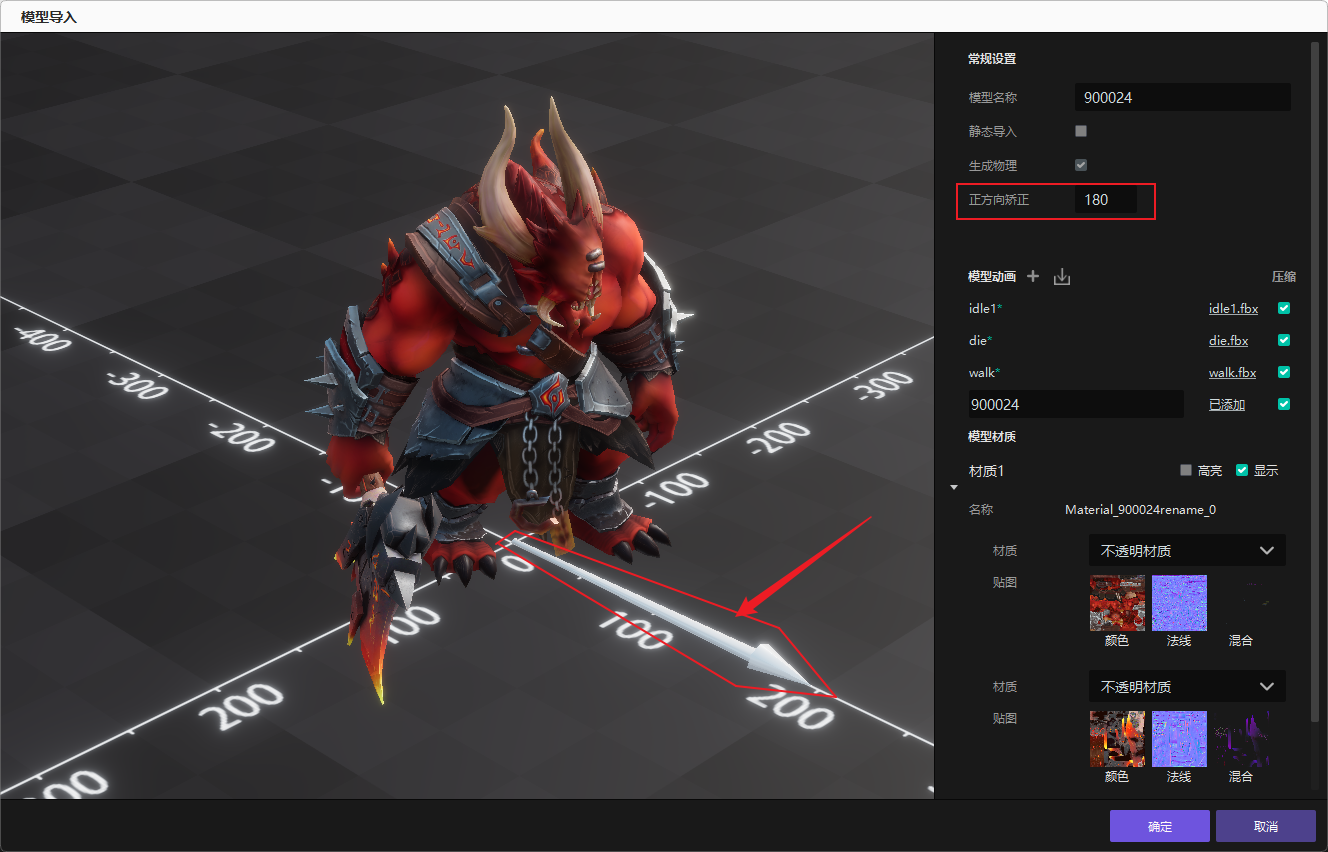 模型导入
常规设置
模型名称 900024
静态导入
生成物理
正方向矫正 180
模型动画 压缩
idle1* idle1.fbx
die* die.fbx
walk* walk.fbx
900024 已添加
模型材质
材质1 高亮 显示
名称 Material_900024rename_0
材质 不透明材质
贴图
颜色 法线 混合
材质 不透明材质
贴图
颜色 法线 混合
确定 取消
-400
-300
-200
-300
-200
-100
0
100
100
200
200